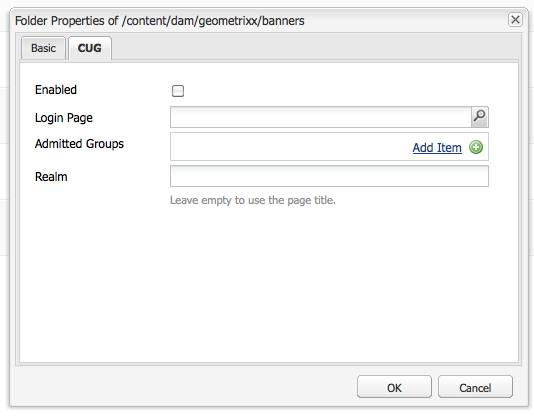 Folder Properties of /content/dam/geometrixx/banners
Basic CUG
Enabled
Login Page
Admitted Groups Add Item
Realm
Leave empty to use the page title.
OK Cancel